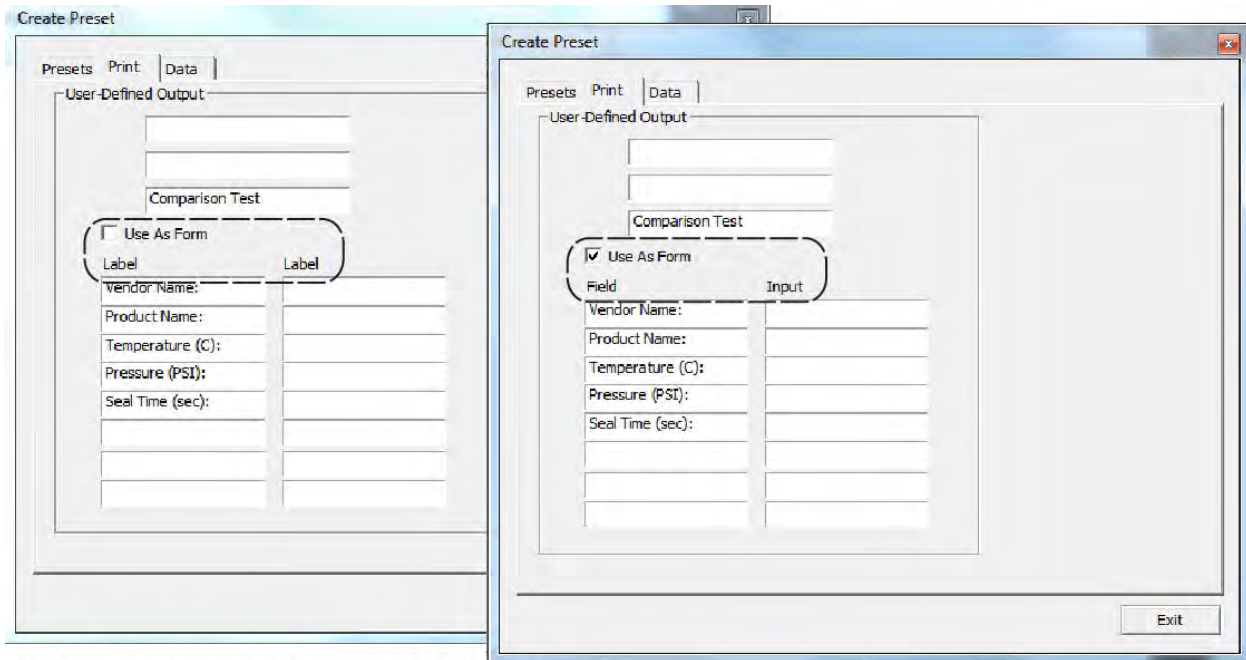 Create Preset
Presets Print Data
User-Defined Output
Comparison Test
Use As Form
Label Label
Vendor Name:
Product Name:
Temperature (C):
Pressure (PSI):
Seal Time (sec):
Create Preset
Presets Print Data
User-Defined Output
Comparison Test
Use As Form
Field Input
Vendor Name:
Product Name:
Temperature (C):
Pressure (PSI):
Seal Time (sec):
Exit